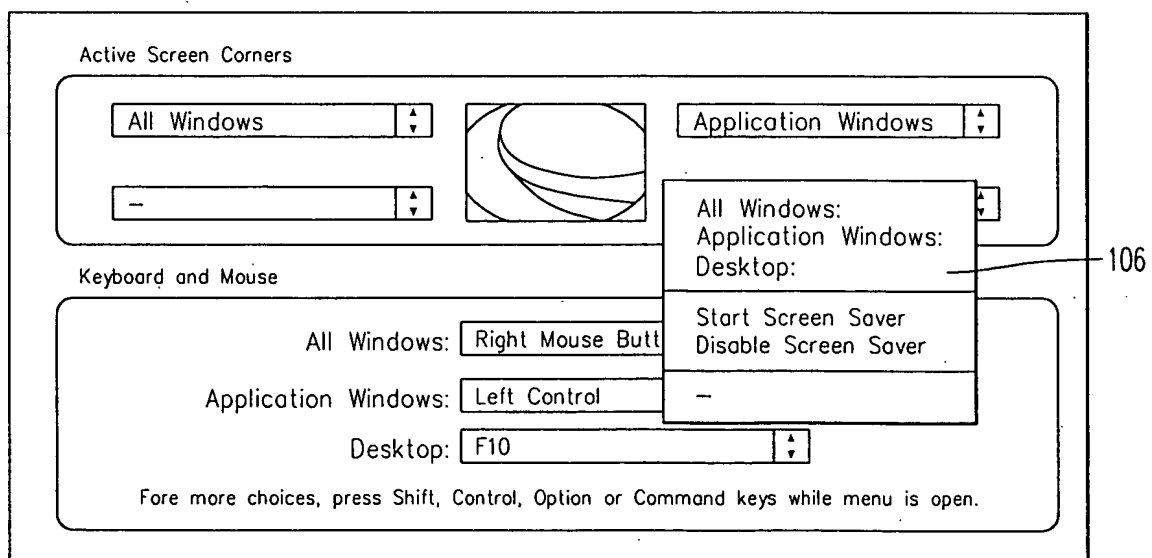 Active Screen Corners
All Windows
Application Windows
–
All Windows:
Application Windows:
Desktop:
106
Start Screen Saver
Disable Screen Saver
–
Keyboard and Mouse
All Windows: Right Mouse Butt
Application Windows: Left Control
Desktop: F10
Fore more choices, press Shift, Control, Option or Command keys while menu is open.